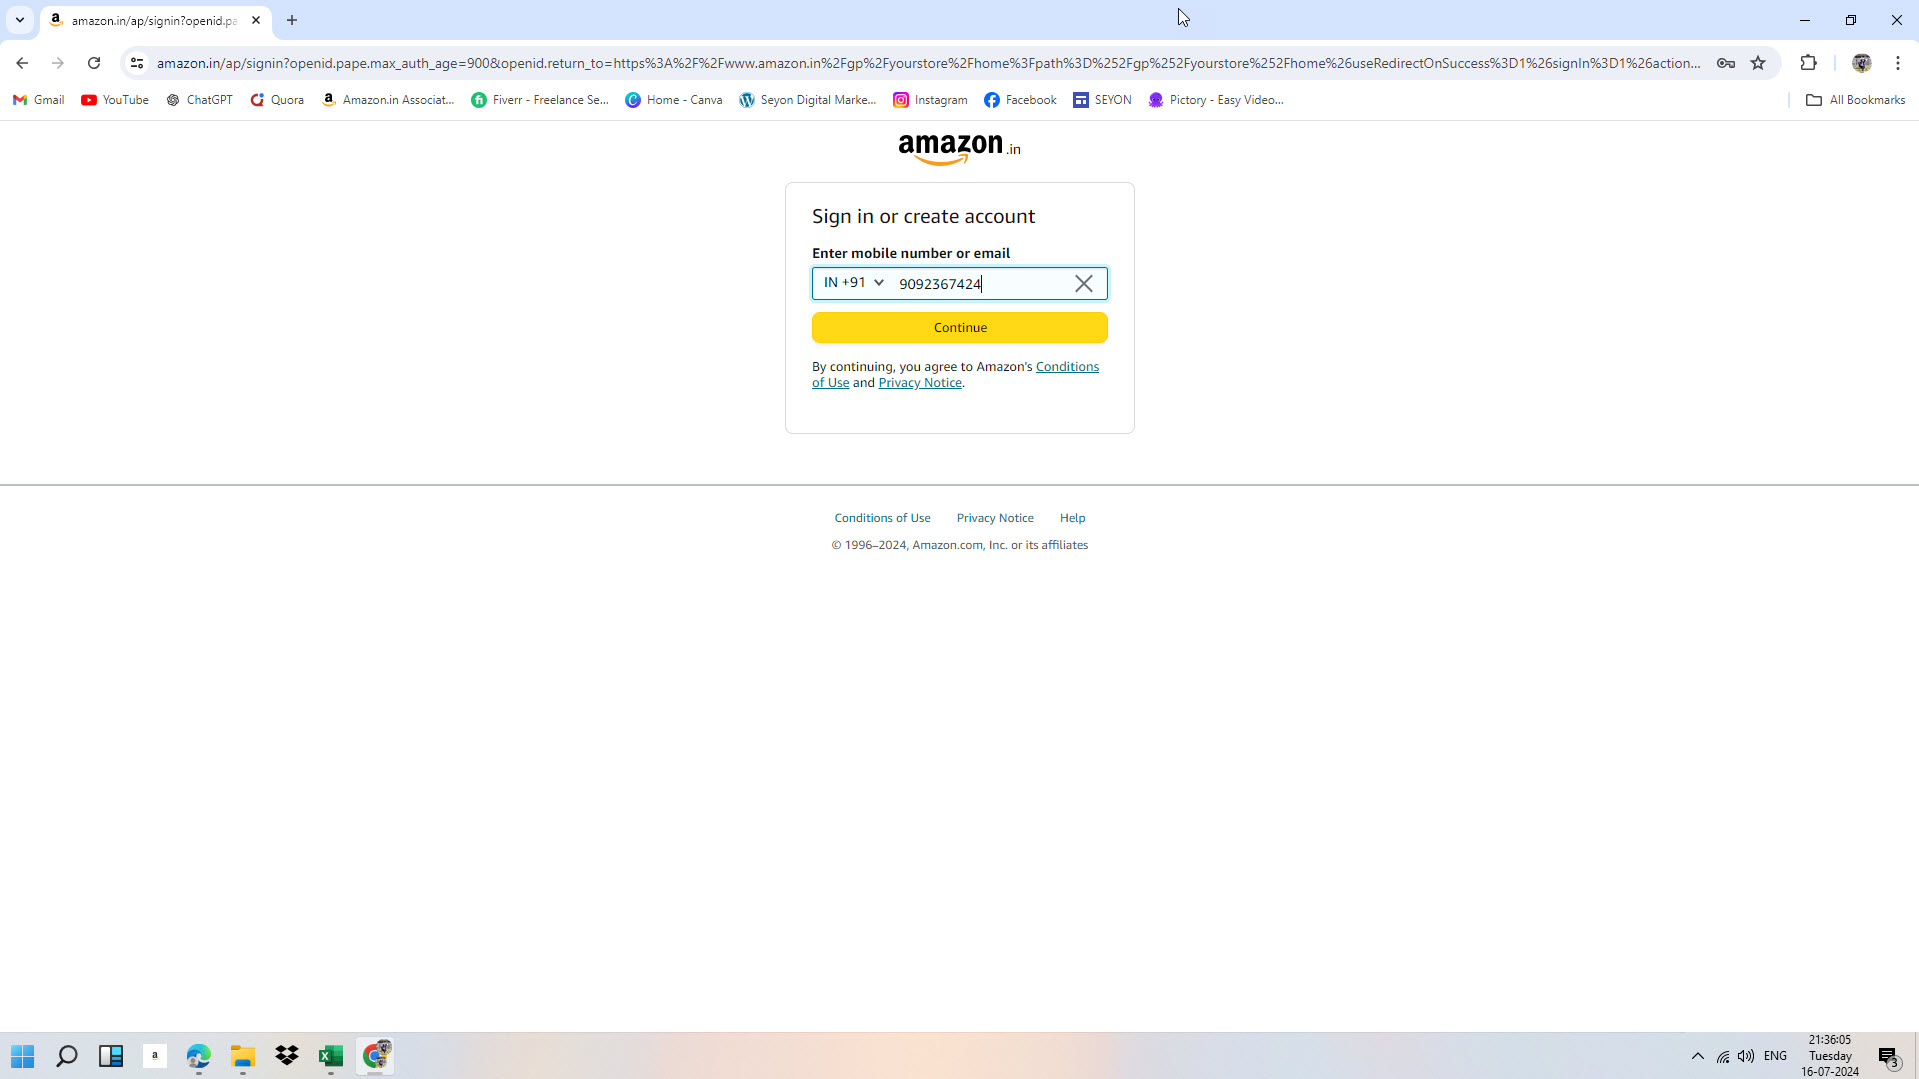 amazon.in/ap/signin?openid.pa
amazon.in/ap/signin?openid.pape.max_auth_age=900&openid.return_to=https%3A%2F%2Fwww.amazon.in%2Fgp%2Fyourstore%2Fhome%3Fpath%3D%252Fgp%252Fyourstore%252Fhome%26useRedirectOnSuccess%3D1%26signIn%3D1%26action...
Gmail YouTube ChatGPT Quora Amazon.in Associat... Fiverr - Freelance Se... Home - Canva Seyon Digital Marke... Instagram Facebook SEYON Pictory - Easy Video... All Bookmarks
amazon.in
Sign in or create account
Enter mobile number or email
IN +91 9092367424
Continue
By continuing, you agree to Amazon's Conditions
of Use and Privacy Notice.
Conditions of Use Privacy Notice Help
© 1996–2024, Amazon.com, Inc. or its affiliates
21:36:05
ENG Tuesday 3
16-07-2024